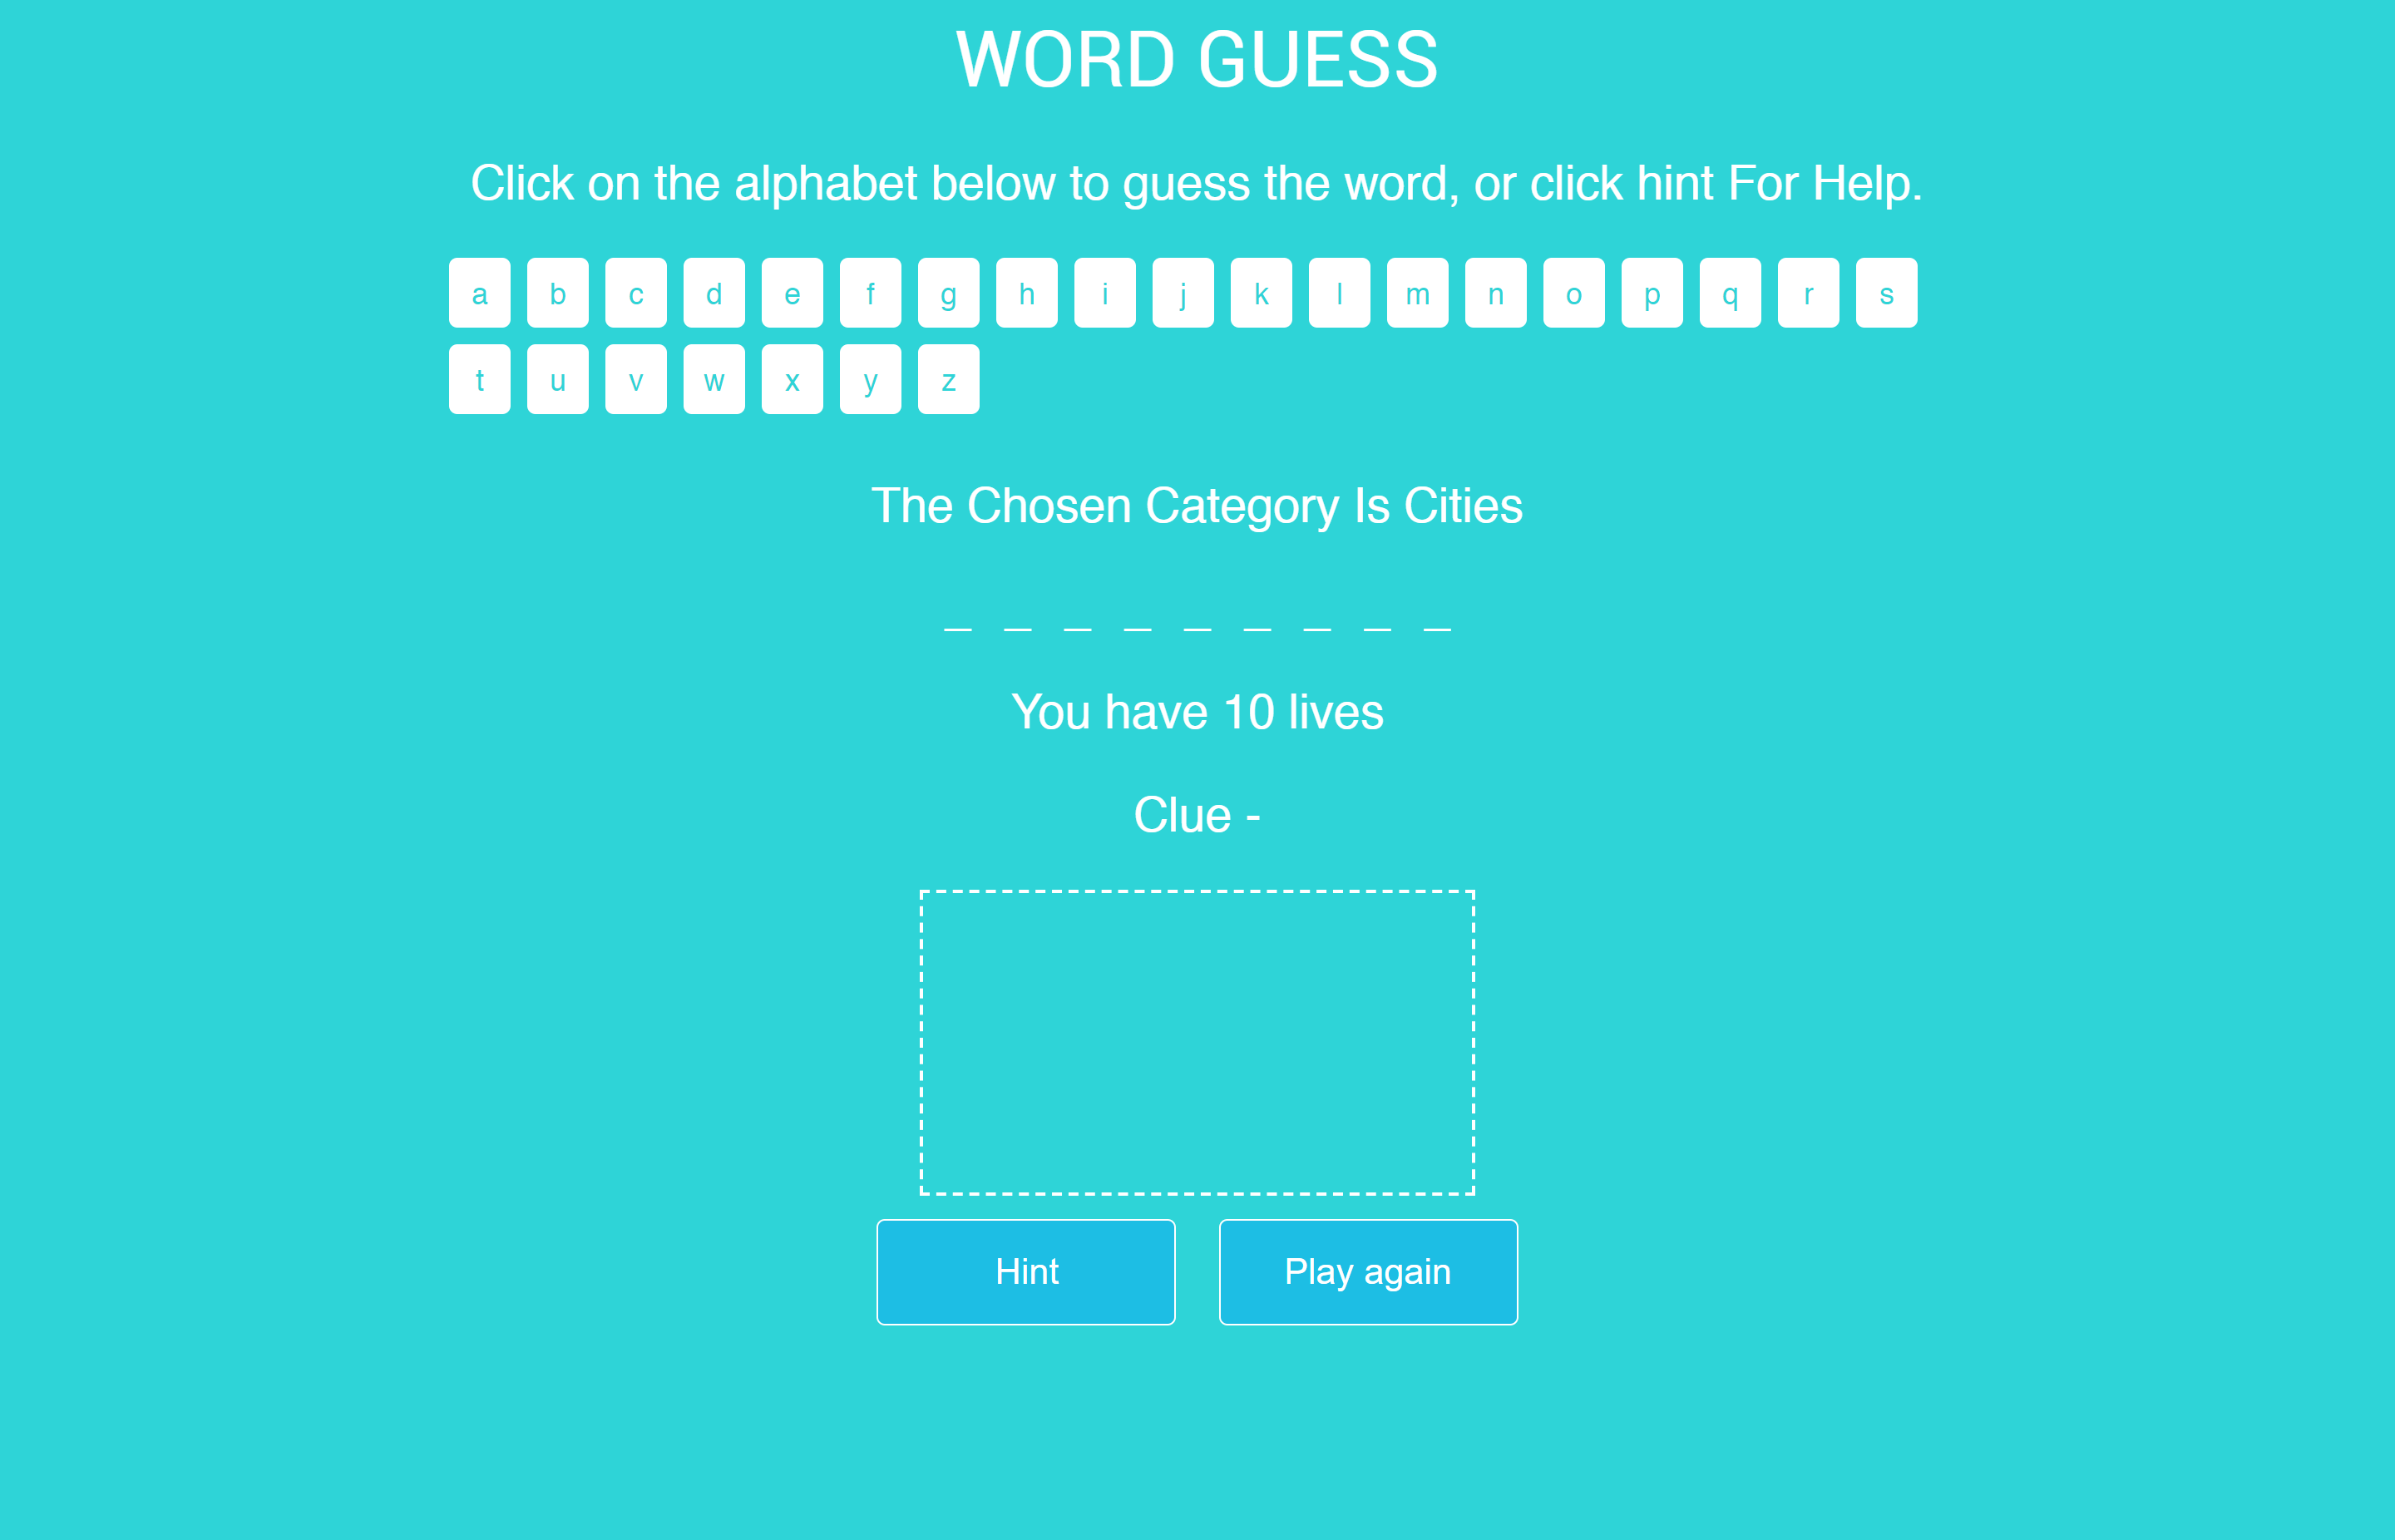 WORD GUESS
Click on the alphabet below to guess the word, or click hint For Help.
a b c d e f g h i j k l m n o p q r s
t u v w x y z
The Chosen Category Is Cities
_ _ _ _ _ _ _ _ _
You have 10 lives
Clue -
Hint Play again